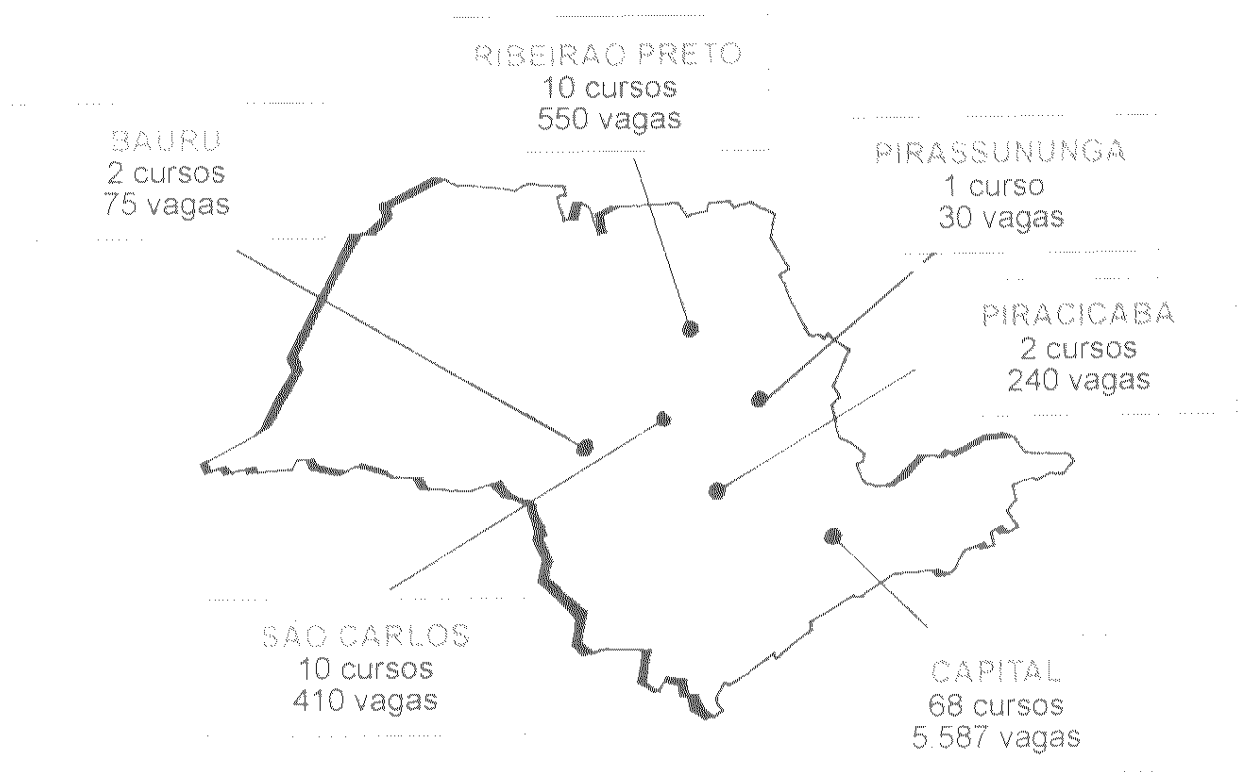 RIBEIRAO PRETO
10 cursos
550 vagas
BAURU
2 cursos
75 vagas
PIRASSUNUNGA
1 curso
30 vagas
PIRACICABA
2 cursos
240 vagas
SÃO CARLOS
10 cursos
410 vagas
CAPITAL
68 cursos
5.587 vagas